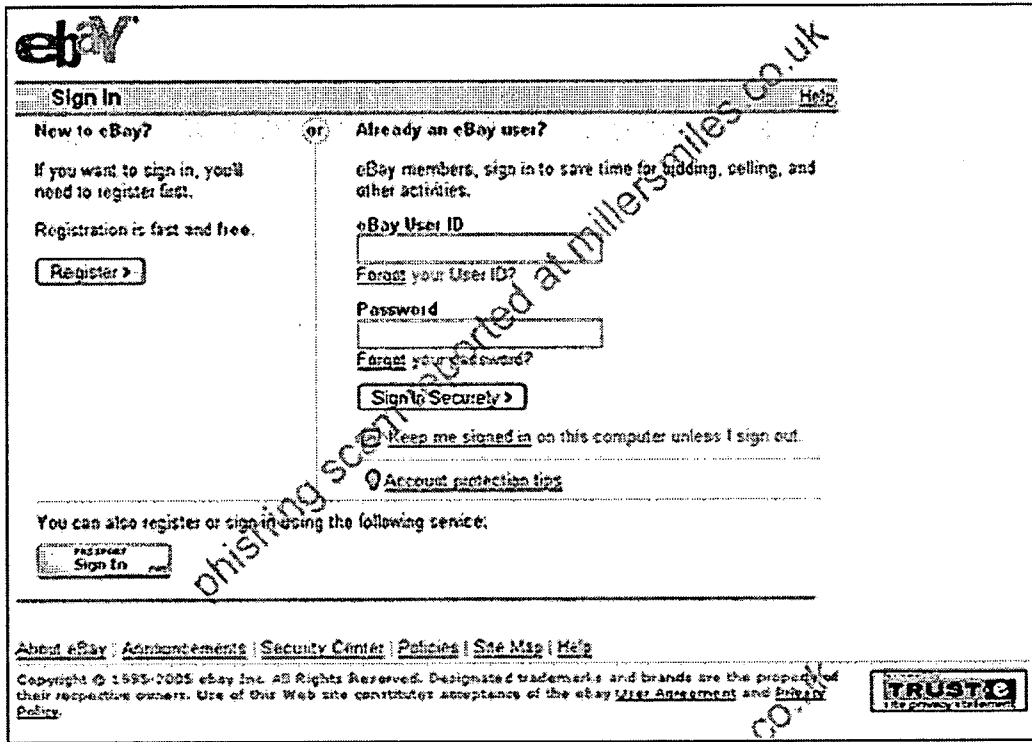 ebaY
Sign In
Help
New to eBay?
or
Already an eBay user?
If you want to sign in, you'll
need to register first.
Registration is fast and free.
Register >
eBay members, sign in to save time for bidding, selling, and
other activities.
eBay User ID
Forgot your User ID?
Password
Forgot your password?
Sign In Securely >
Keep me signed in on this computer unless I sign out.
Account protection tips
You can also register or sign in using the following service:
PASSPORT
Sign In
.net
About eBay | Announcements | Security Center | Policies | Site Map | Help
Copyright © 1995-2005 eBay Inc. All Rights Reserved. Designated trademarks and brands are the property of
their respective owners. Use of this Web site constitutes acceptance of the eBay User Agreement and Privacy
Policy.
TRUSTe
site privacy statement
phishing scam reported at millersmiles.co.uk
co.uk